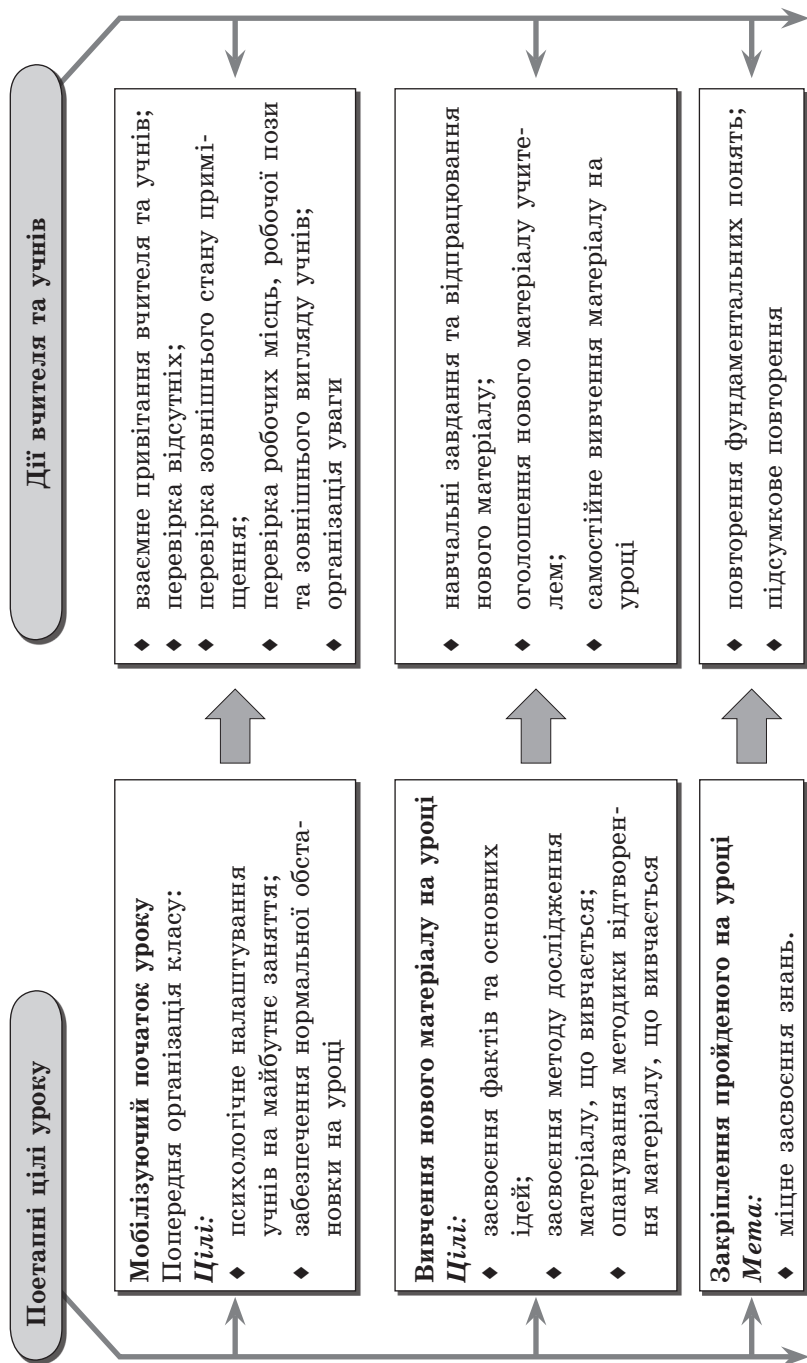 Поетапні цілі уроку
Дії вчителя та учнів
Мобілізуючий початок уроку
Попередня організація класу:
Цілі:
♦ психологічне налаштування
учнів на майбутнє заняття;
♦ забезпечення нормальної обста-
новки на уроці
♦ взаємне привітання вчителя та учнів;
♦ перевірка відсутніх;
♦ перевірка зовнішнього стану примі-
щення;
♦ перевірка робочих місць, робочої пози
та зовнішнього вигляду учнів;
♦ організація уваги
Вивчення нового матеріалу на уроці
Цілі:
♦ засвоєння фактів та основних
ідей;
♦ засвоєння методу дослідження
матеріалу, що вивчається;
♦ опанування методики відтворен-
ня матеріалу, що вивчається
♦ навчальні завдання та відпрацювання
нового матеріалу;
♦ оголошення нового матеріалу учите-
лем;
♦ самостійне вивчення матеріалу на
уроці
Закріплення пройденого на уроці
Мета:
♦ міцне засвоєння знань.
♦ повторення фундаментальних понять;
♦ підсумкове повторення